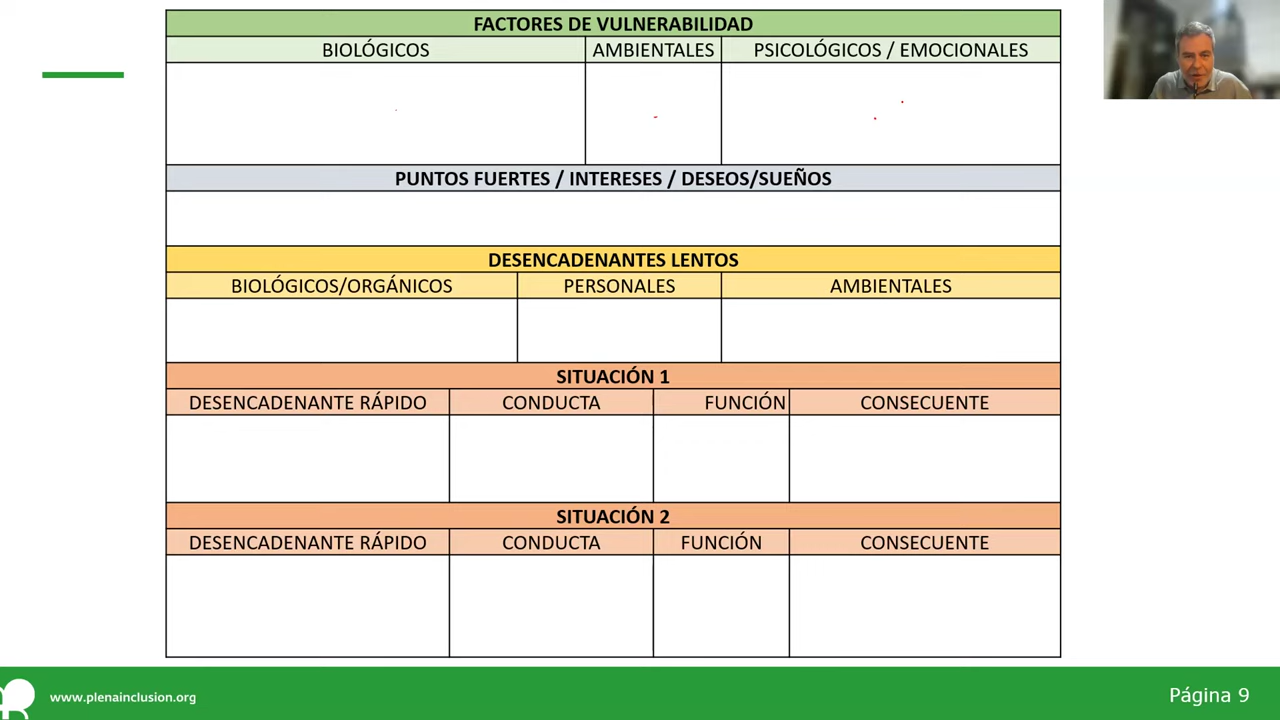 FACTORES DE VULNERABILIDAD
BIOLÓGICOS AMBIENTALES PSICOLÓGICOS / EMOCIONALES
PUNTOS FUERTES / INTERESES / DESEOS/SUEÑOS
DESENCADENANTES LENTOS
BIOLÓGICOS/ORGÁNICOS PERSONALES AMBIENTALES
SITUACIÓN 1
DESENCADENANTE RÁPIDO CONDUCTA FUNCIÓN CONSECUENTE
SITUACIÓN 2
DESENCADENANTE RÁPIDO CONDUCTA FUNCIÓN CONSECUENTE
www.plenainclusion.org
Página 9